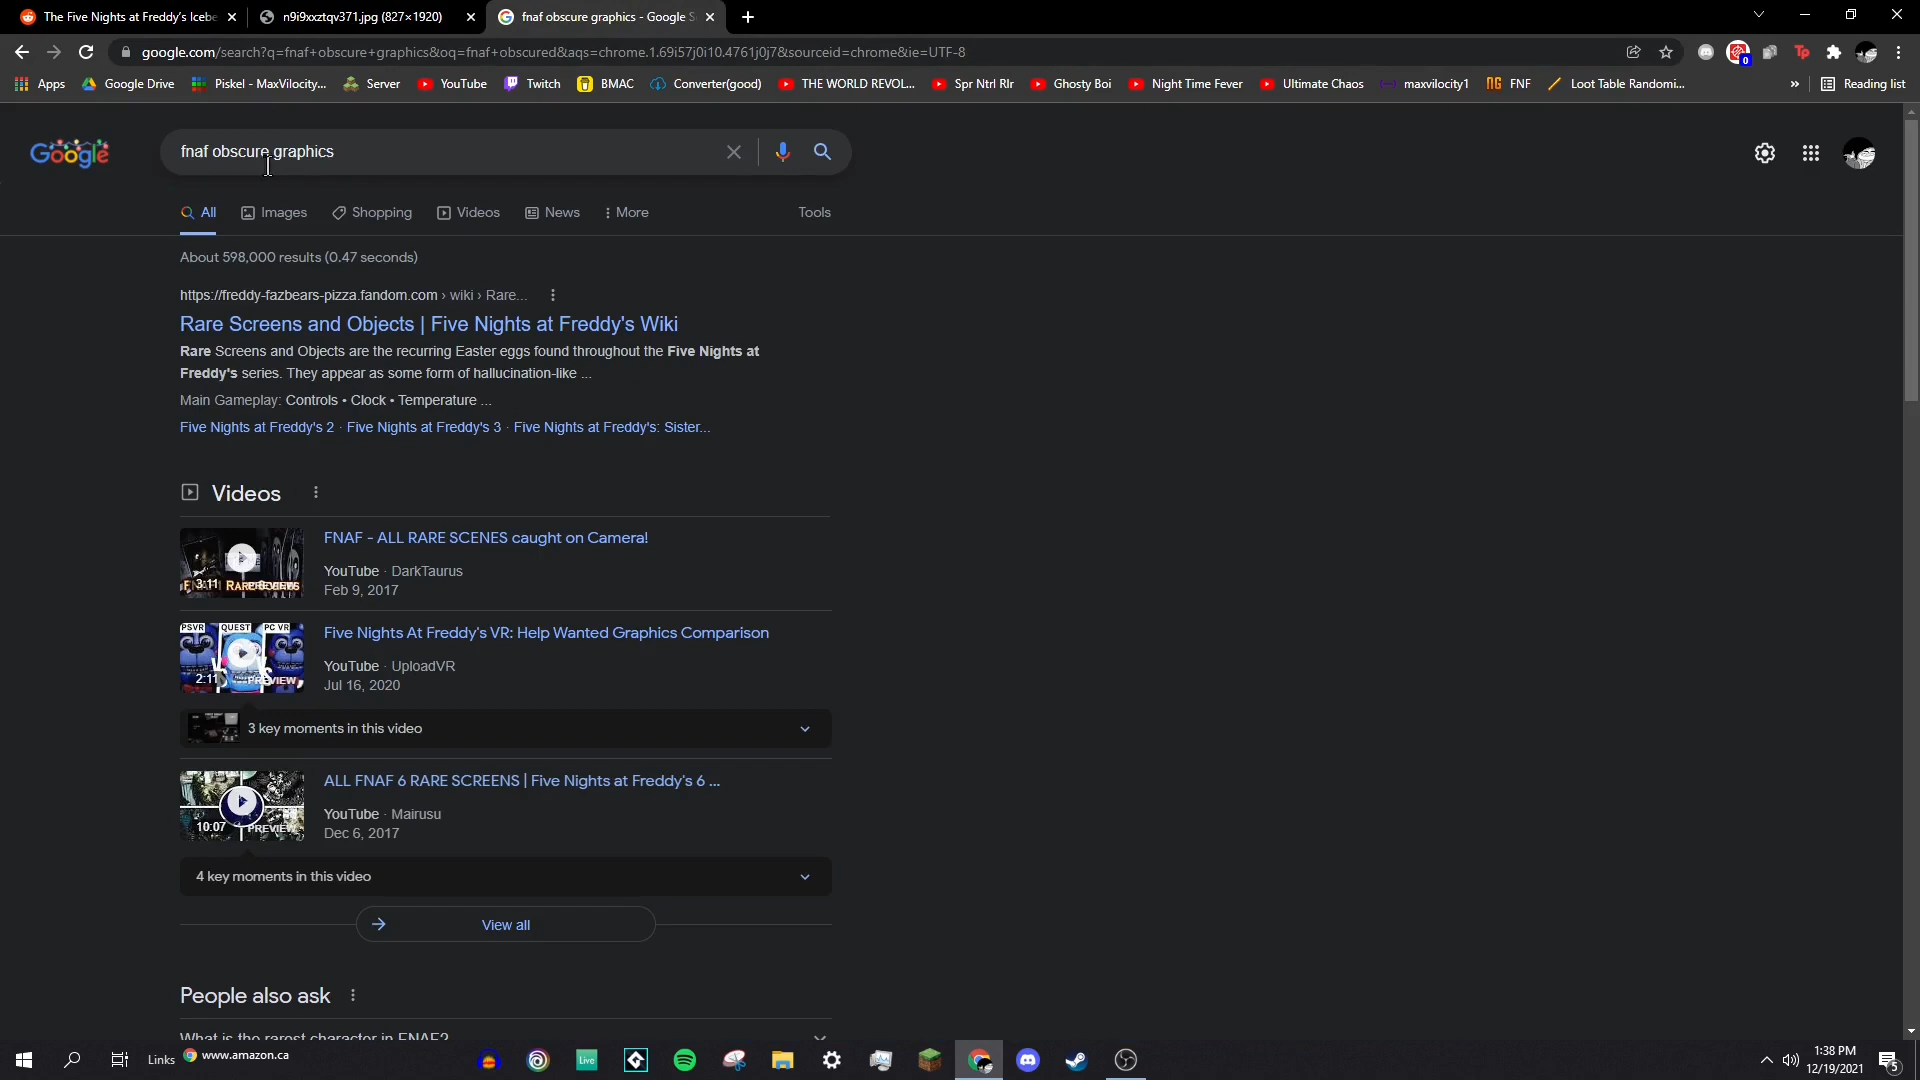 The Five Nights at Freddy's Icebe
n9i9xxztqv371.jpg (827×1920)
fnaf obscure graphics - Google S
google.com/search?q=fnaf+obscure+graphics&oq=fnaf+obscured&aqs=chrome.1.69i57j0i10.4761j0j7&sourceid=chrome&ie=UTF-8
0
Apps
Google Drive
Piskel - MaxVilocity...
Server
YouTube
Twitch
BMAC
Converter(good)
THE WORLD REVOL...
Spr Ntrl Rlr
Ghosty Boi
Night Time Fever
Ultimate Chaos
maxvilocity1
FNF
Loot Table Randomi...
»
Reading list
Google
fnaf obscure graphics
All
Images
Shopping
Videos
News
More
Tools
About 598,000 results (0.47 seconds)
https://freddy-fazbears-pizza.fandom.com › wiki › Rare...
Rare Screens and Objects | Five Nights at Freddy's Wiki
Rare Screens and Objects are the recurring Easter eggs found throughout the Five Nights at
Freddy's series. They appear as some form of hallucination-like ...
Main Gameplay: Controls • Clock • Temperature ...
Five Nights at Freddy's 2 · Five Nights at Freddy's 3 · Five Nights at Freddy's: Sister...
Videos
FNAF - ALL RARE SCENES caught on Camera!
3:11
PREVIEW
YouTube · DarkTaurus
Feb 9, 2017
PSVR
QUEST
PC VR
Five Nights At Freddy's VR: Help Wanted Graphics Comparison
2:11
PREVIEW
YouTube · UploadVR
Jul 16, 2020
3 key moments in this video
ALL FNAF 6 RARE SCREENS | Five Nights at Freddy's 6 ...
10:07
PREVIEW
YouTube · Mairusu
Dec 6, 2017
4 key moments in this video
View all
People also ask
What is the rarest character in FNAF?
Links
www.amazon.ca
Live
1:38 PM
12/19/2021
5